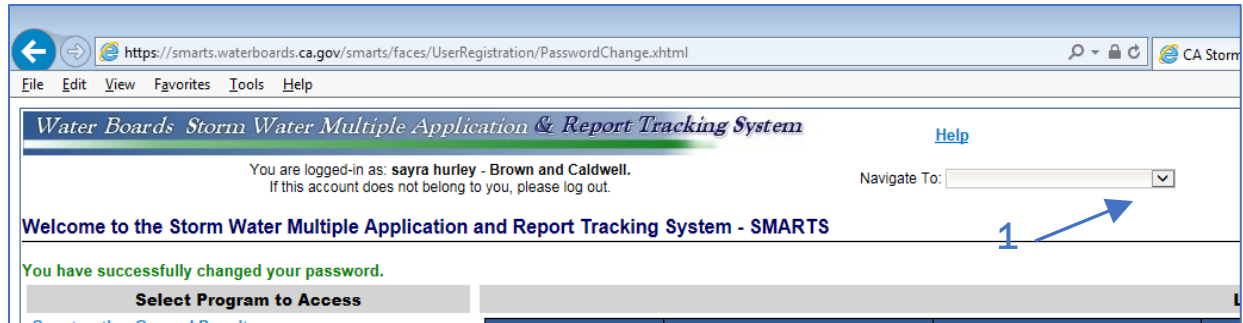 https://smarts.waterboards.ca.gov/smarts/faces/UserRegistration/PasswordChange.xhtml
CA Storm
File Edit View Favorites Tools Help
Water Boards Storm Water Multiple Application & Report Tracking System
Help
You are logged-in as: sayra hurley - Brown and Caldwell.
If this account does not belong to you, please log out.
Navigate To:
Welcome to the Storm Water Multiple Application and Report Tracking System - SMARTS
1
You have successfully changed your password.
Select Program to Access